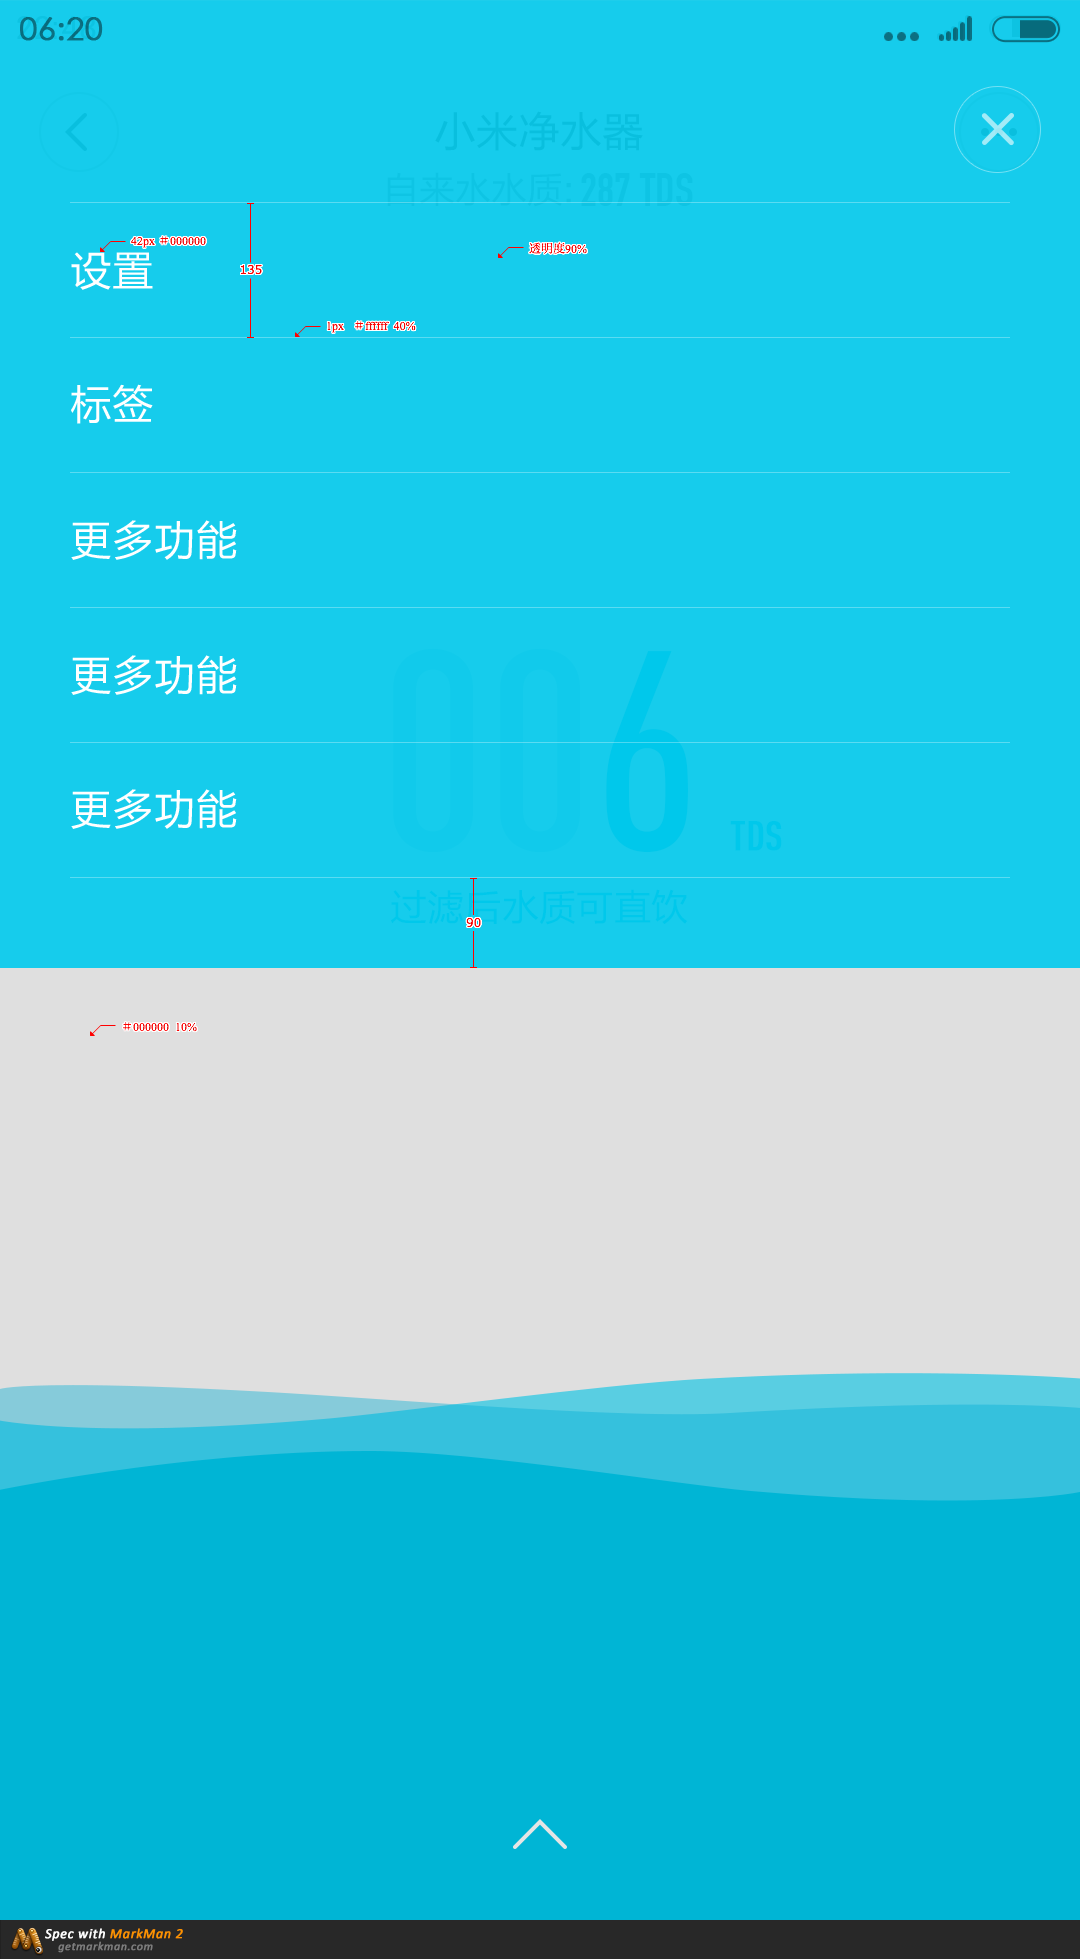 06:20
小米净水器
自来水水质: 287 TDS
42px #000000
透明度90%
设置
135
1px #ffffff 40%
标签
更多功能
更多功能
006
TDS
更多功能
过滤后水质可直饮
90
#000000 10%
Spec with MarkMan 2
getmarkman.com